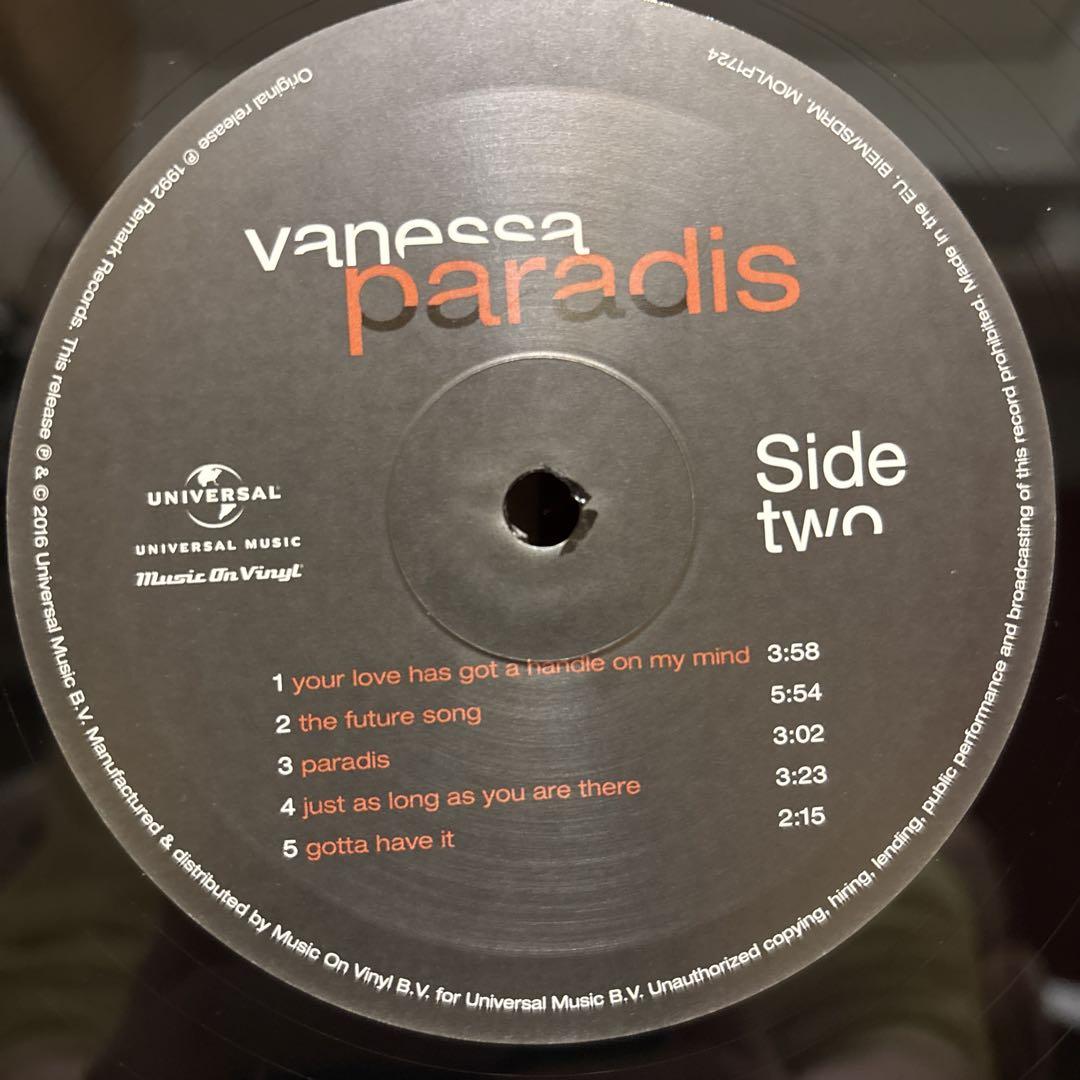 vanessa
paradis
Side
two
UNIVERSAL
UNIVERSAL MUSIC
Music On Vinyl
1 your love has got a handle on my mind 3:58
2 the future song 5:54
3 paradis 3:02
4 just as long as you are there 3:23
5 gotta have it 2:15
Original release ℗ 1992 Remark Records. This release ℗ & © 2016 Universal Music B.V. Manufactured & distributed by Music On Vinyl B.V. for Universal Music B.V. Unauthorized copying, hiring, lending, public performance and broadcasting of this record prohibited. Made in the EU. BIEM/SDRM. MOVLP1724